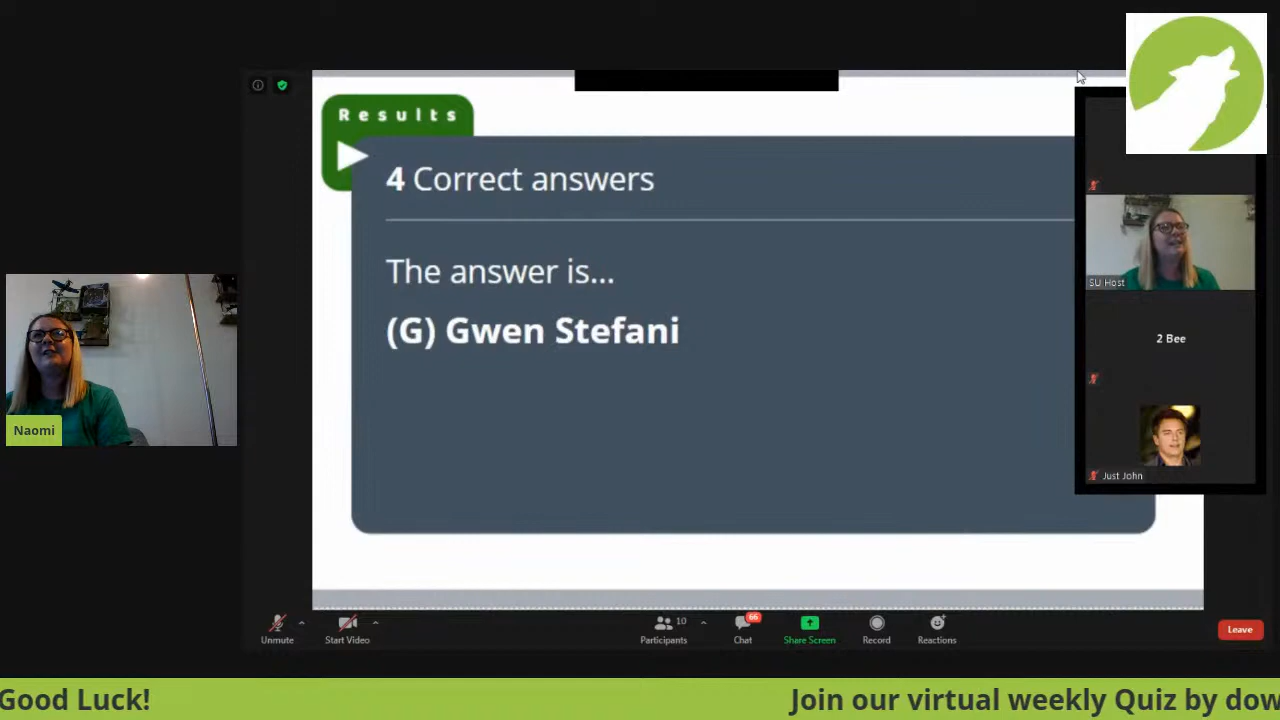 Results
4 Correct answers
The answer is...
(G) Gwen Stefani
SU Host
2 Bee
Just John
Naomi
Unmute
Start Video
10
Participants
66
Chat
Share Screen
Record
Reactions
Leave
Good Luck!
Join our virtual weekly Quiz by dow